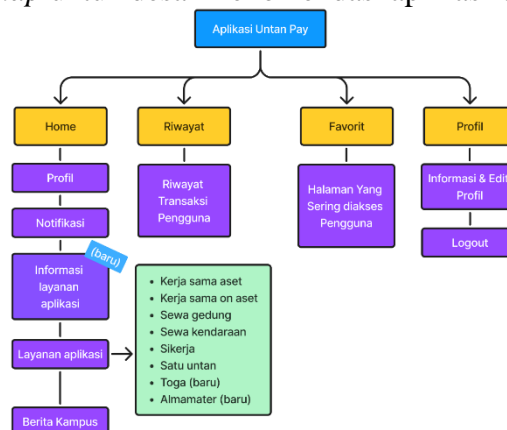 Aplikasi Untan Pay
Home
Riwayat
Favorit
Profil
Profil
Notifikasi
(baru)
Informasi
layanan
aplikasi
Layanan aplikasi
Berita Kampus
Riwayat
Transaksi
Pengguna
Halaman Yang
Sering diakses
Pengguna
Informasi & Edit
Profil
Logout
• Kerja sama aset
• Kerja sama on aset
• Sewa gedung
• Sewa kendaraan
• Sikerja
• Satu untan
• Toga (baru)
• Almamater (baru)